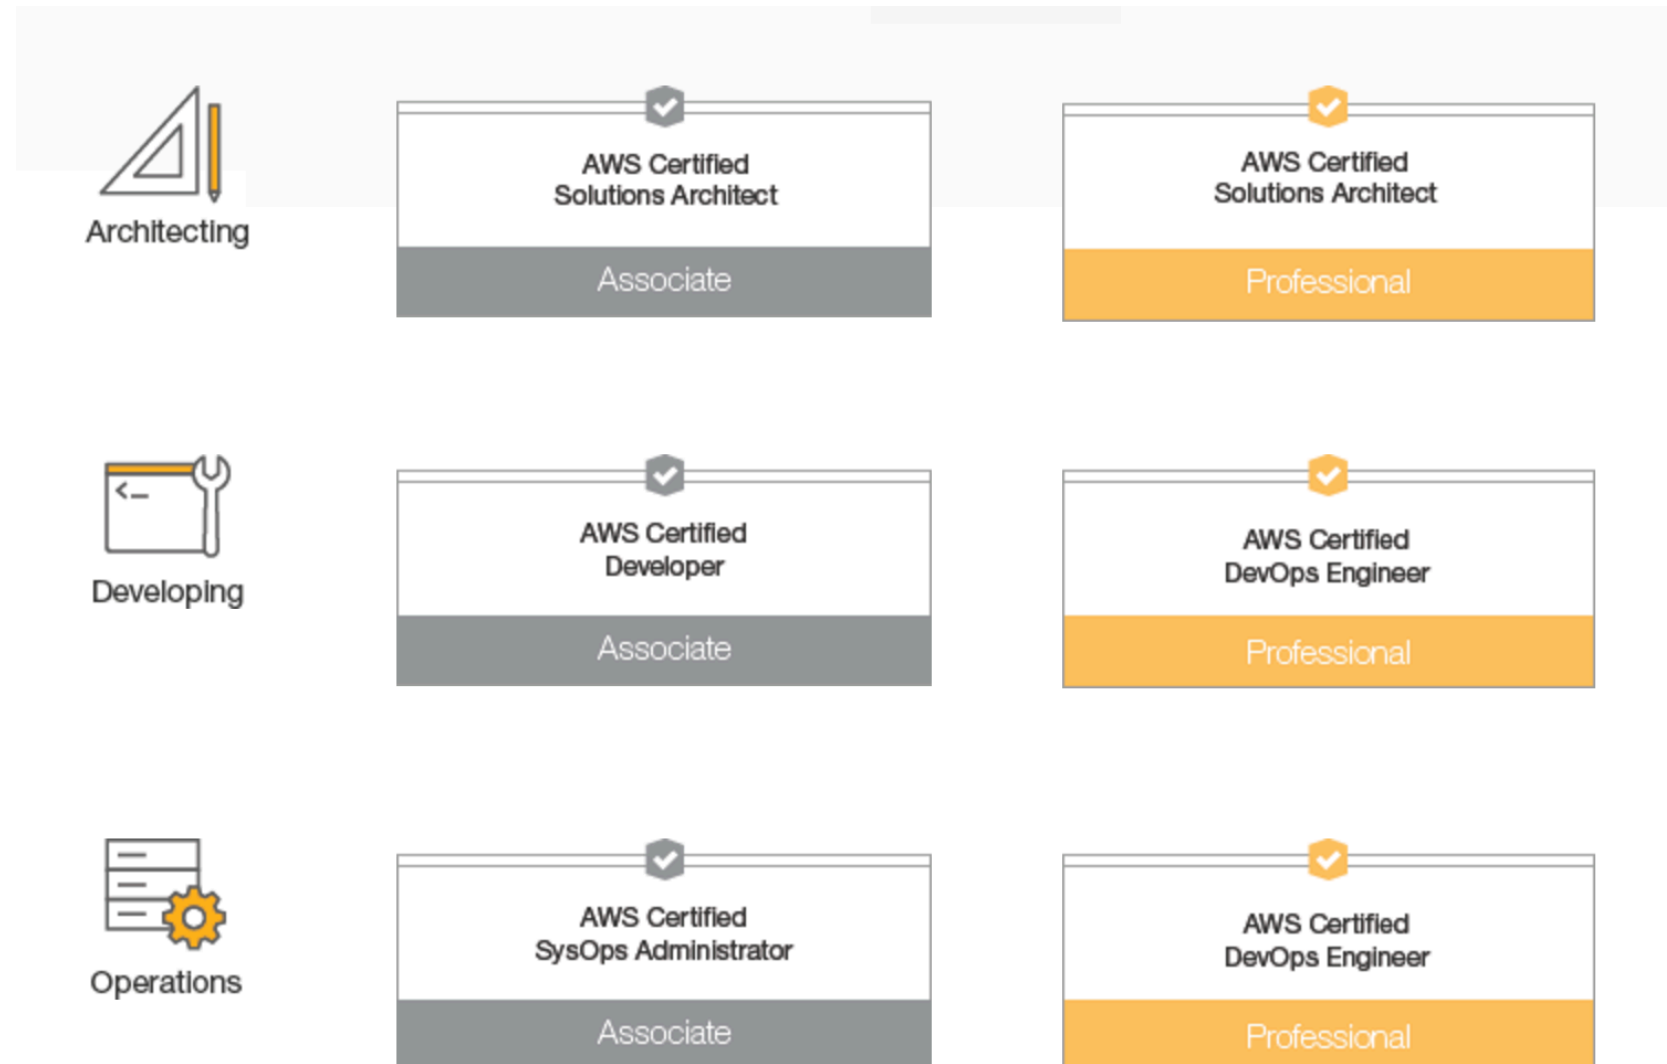 Architecting
AWS Certified
Solutions Architect
Associate
AWS Certified
Solutions Architect
Professional
<_
Developing
AWS Certified
Developer
Associate
AWS Certified
DevOps Engineer
Professional
Operations
AWS Certified
SysOps Administrator
Associate
AWS Certified
DevOps Engineer
Professional